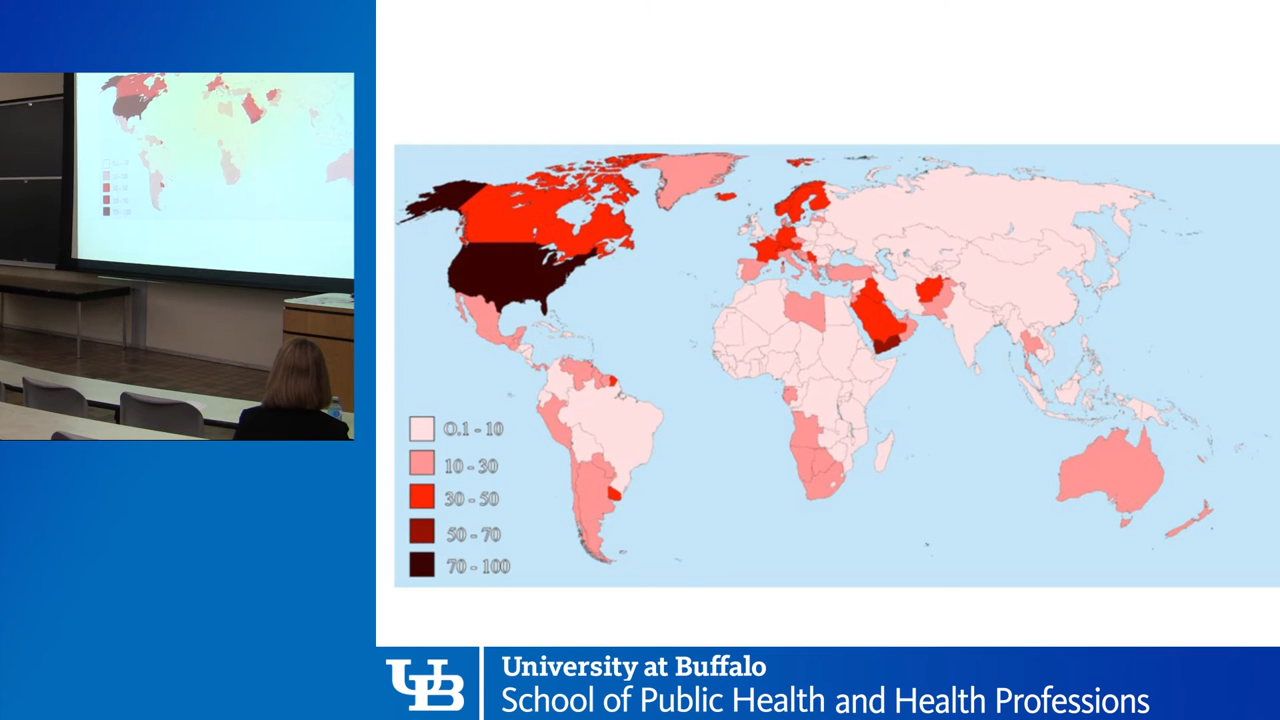 0.1 - 10
10 - 30
30 - 50
50 - 70
70 - 100
UB
University at Buffalo
School of Public Health and Health Professions